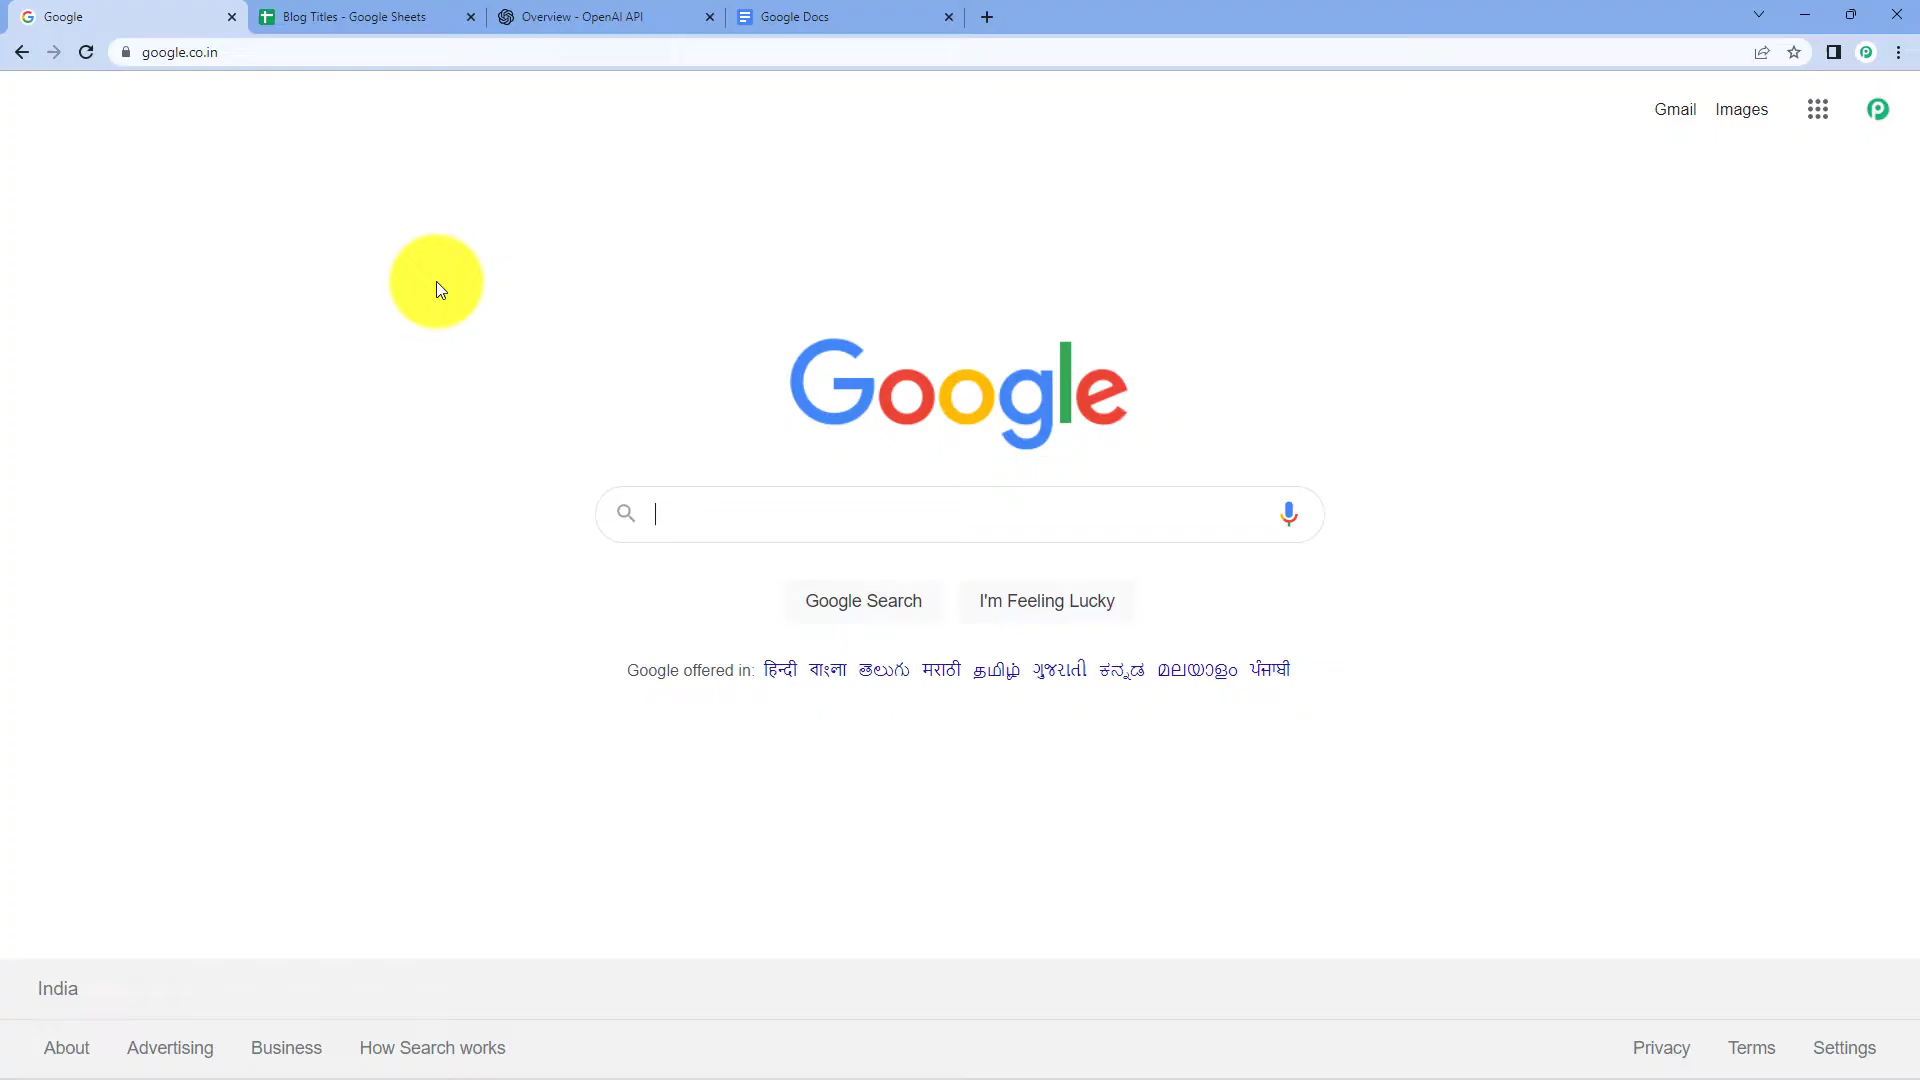 Google
Blog Titles - Google Sheets
Overview - OpenAI API
Google Docs
google.co.in
Gmail
Images
Google
Google Search
I'm Feeling Lucky
Google offered in: हिन्दी বাংলা తెలుగు मराठी தமிழ் ગુજરાતી ಕನ್ನಡ മലയാളം ਪੰਜਾਬੀ
India
About Advertising Business How Search works
Privacy Terms Settings